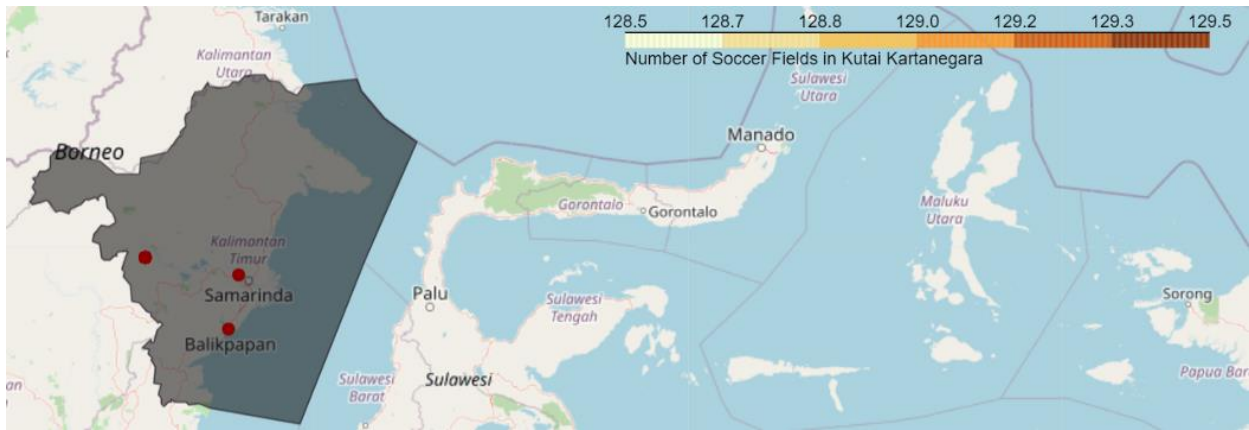 Tarakan
128.5 128.7 128.8 129.0 129.2 129.3 129.5
Number of Soccer Fields in Kutai Kartanegara
Kalimantan
Utara
Sulawesi
Utara
Borneo
Manado
Gorontalo
Gorontalo
Maluku
Utara
Kalimantan
Timur
Samarinda
Palu
Sulawesi
Tengah
Sorong
Balikpapan
Sulawesi
Barat
Sulawesi
Papua Bar
an